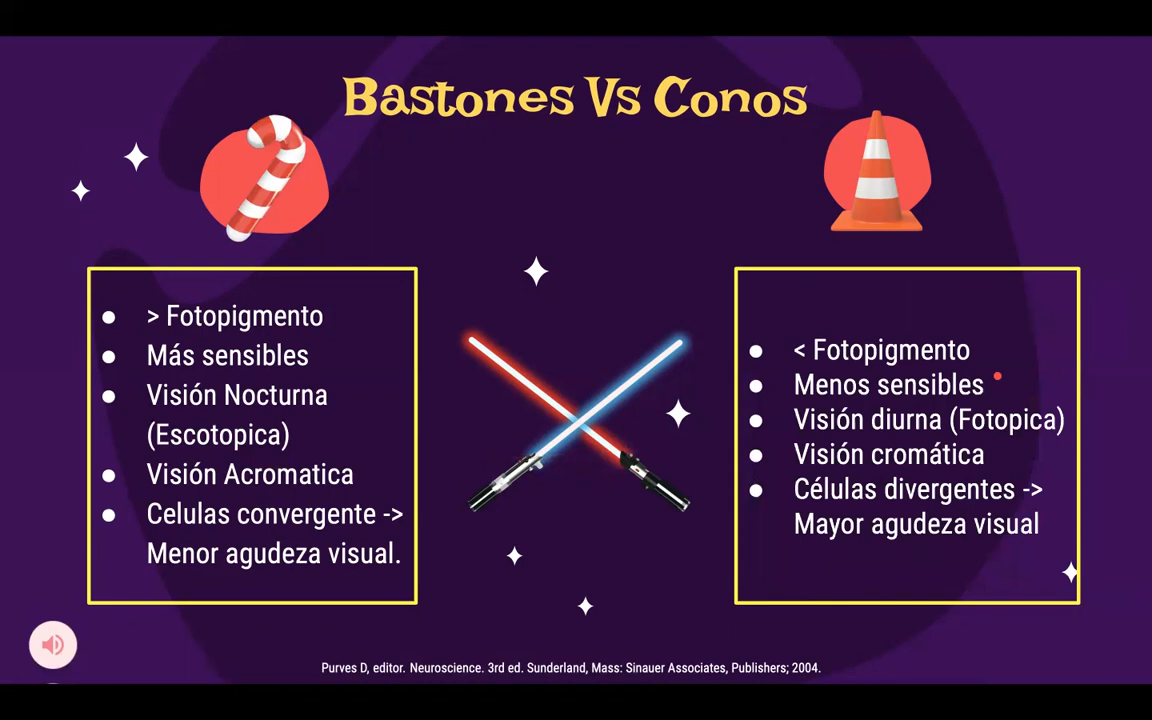 Bastones Vs Conos
● > Fotopigmento
● Más sensibles
● Visión Nocturna
(Escotopica)
● Visión Acromatica
● Celulas convergente ->
Menor agudeza visual.
● < Fotopigmento
● Menos sensibles
● Visión diurna (Fotopica)
● Visión cromática
● Células divergentes ->
Mayor agudeza visual
Purves D, editor. Neuroscience. 3rd ed. Sunderland, Mass: Sinauer Associates, Publishers; 2004.